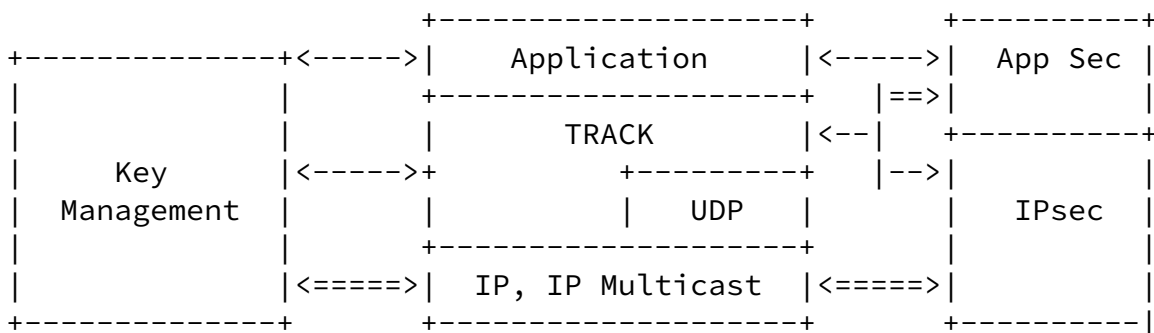 +-------------------+       +----------+
+--------------+<----->|    Application    |<----->|  App Sec |
|              |       +-------------------+   |==>|          |
|              |       |      TRACK        |<--|   +----------+
|     Key      |<----->+         +---------+   |-->|          |
|  Management  |       |         |   UDP   |       |   IPsec  |
|              |       +-------------------+       |          |
|              |<=====>|  IP, IP Multicast |<=====>|          |
+--------------+       +-------------------+       +----------|